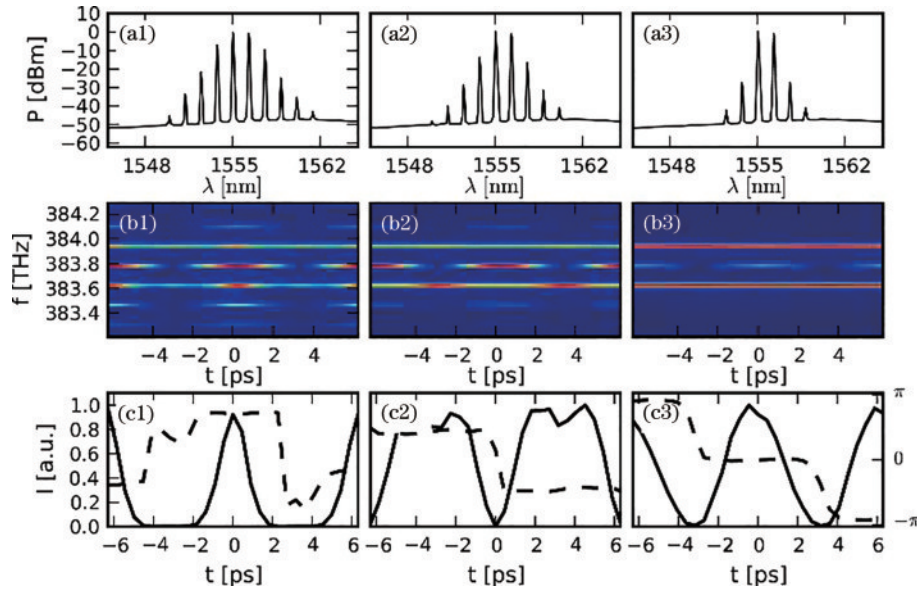 10
0
−10
−20
−30
−40
−50
−60
P [dBm]
(a1)
(a2)
(a3)
1548 1555 1562
1548 1555 1562
1548 1555 1562
λ [nm]
λ [nm]
λ [nm]
384.2
384.0
383.8
383.6
383.4
f [THz]
(b1)
(b2)
(b3)
−4 −2 0 2 4
−4 −2 0 2 4
−4 −2 0 2 4
t [ps]
t [ps]
t [ps]
1.0
0.8
0.6
0.4
0.2
0.0
I [a.u.]
(c1)
(c2)
(c3)
π
0
−π
−6 −4 −2 0 2 4 6
−6 −4 −2 0 2 4 6
−6 −4 −2 0 2 4 6
t [ps]
t [ps]
t [ps]